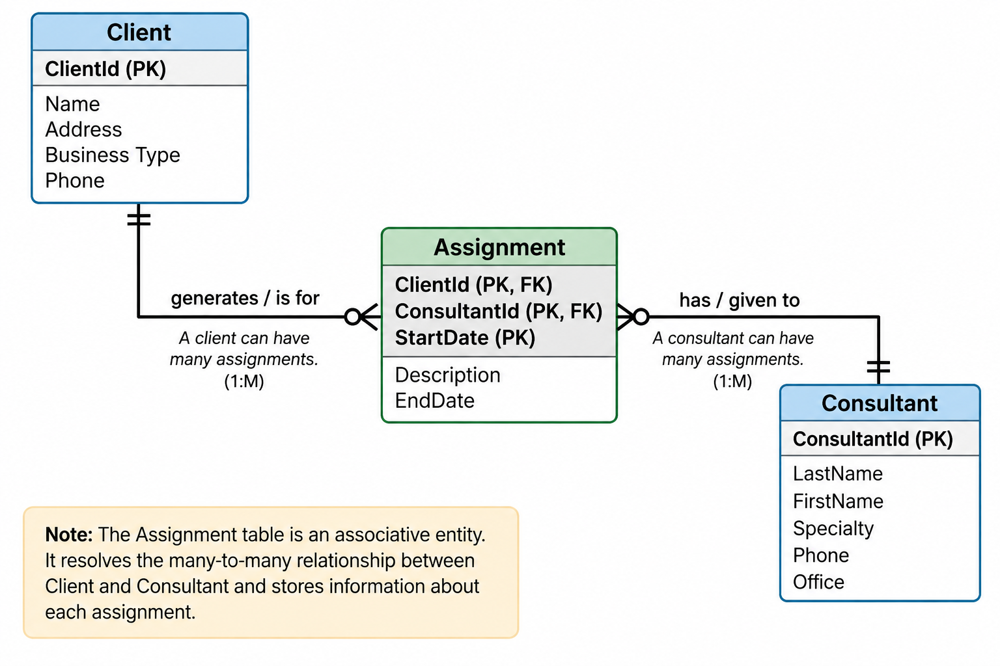 Client
ClientId (PK)
Name
Address
Business Type
Phone
generates / is for
A client can have
many assignments.
(1:M)
Assignment
ClientId (PK, FK)
ConsultantId (PK, FK)
StartDate (PK)
Description
EndDate
has / given to
A consultant can have
many assignments.
(1:M)
Consultant
ConsultantId (PK)
LastName
FirstName
Specialty
Phone
Office
Note: The Assignment table is an associative entity.
It resolves the many-to-many relationship between
Client and Consultant and stores information about
each assignment.